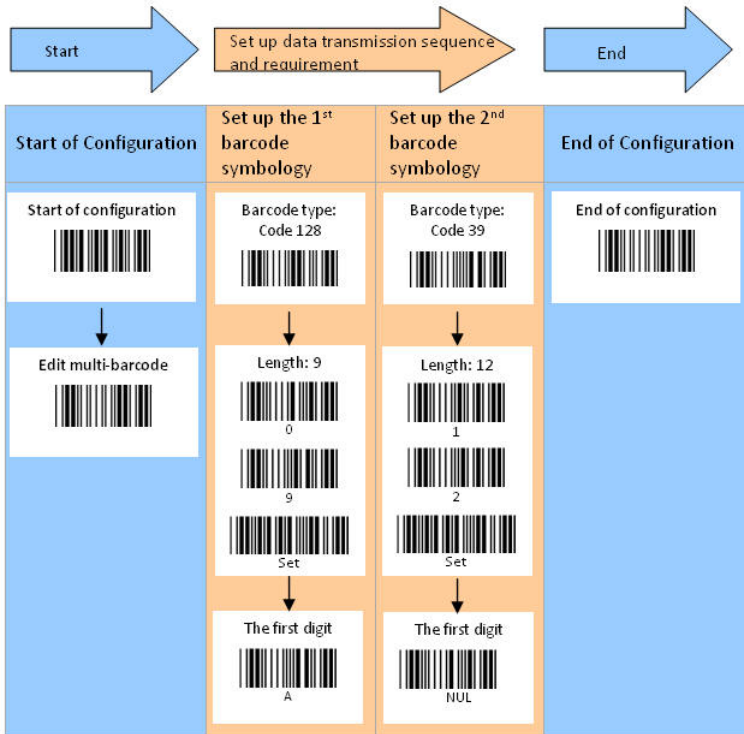 Start
Set up data transmission sequence
and requirement
End
Start of Configuration
Set up the 1st
barcode
symbology
Set up the 2nd
barcode
symbology
End of Configuration
Start of configuration
Edit multi-barcode
Barcode type:
Code 128
Length: 9
0
9
Set
The first digit
A
Barcode type:
Code 39
Length: 12
1
2
Set
The first digit
NUL
End of configuration